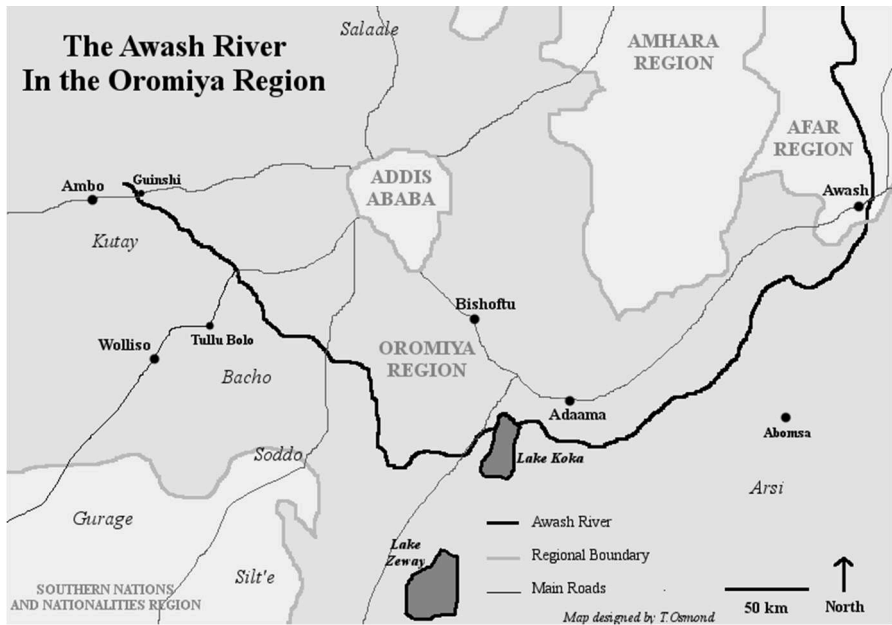 The Awash River
In the Oromiya Region
Salaale
AMHARA
REGION
AFAR
REGION
ADDIS
ABABA
Ambo
Guinshi
Awash
Kutay
Bishoftu
Tullu Bolo
Wolliso
OROMIYA
REGION
Bacho
Adaama
Abomsa
Soddo
Lake Koka
Arsi
Gurage
Awash River
Lake
Zeway
Regional Boundary
Silt'e
Main Roads
SOUTHERN NATIONS
AND NATIONALITIES REGION
50 km
North
Map designed by T.Osmond